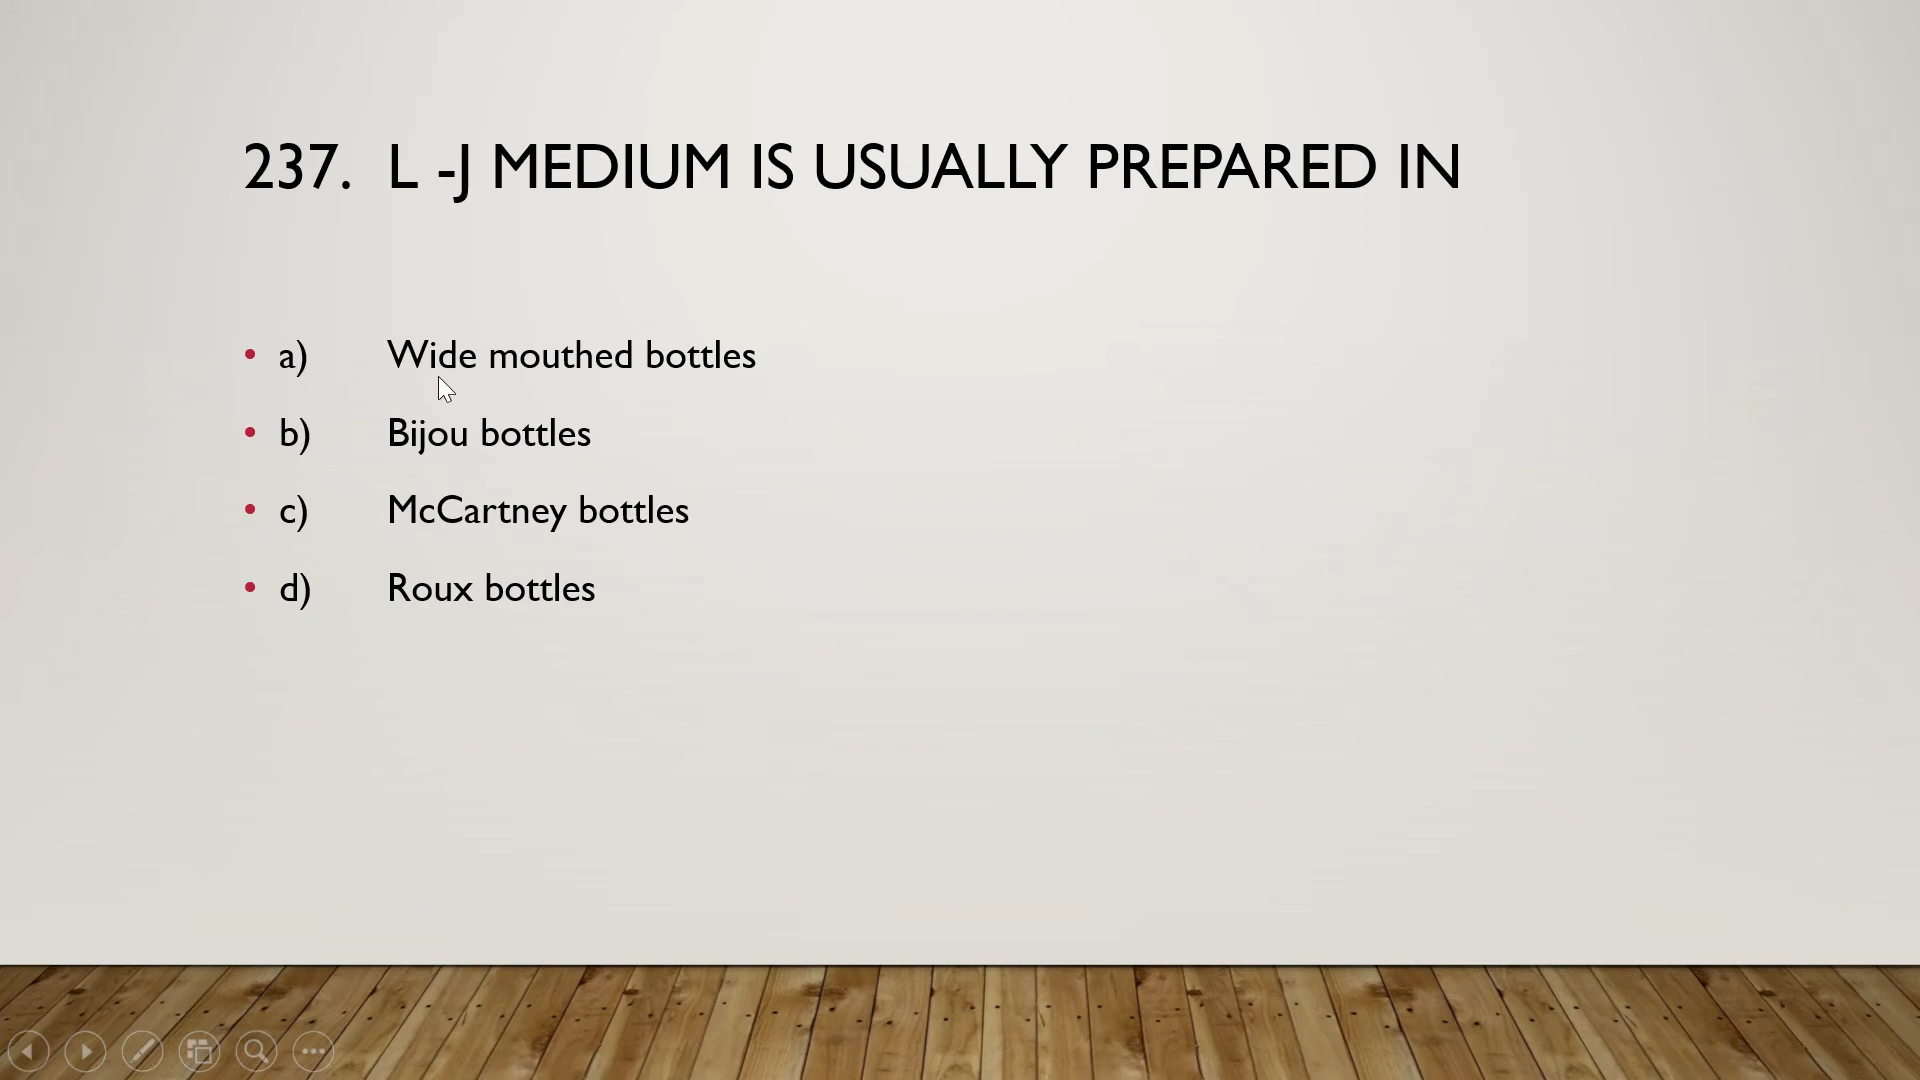 237. L -J MEDIUM IS USUALLY PREPARED IN
• a) Wide mouthed bottles
• b) Bijou bottles
• c) McCartney bottles
• d) Roux bottles